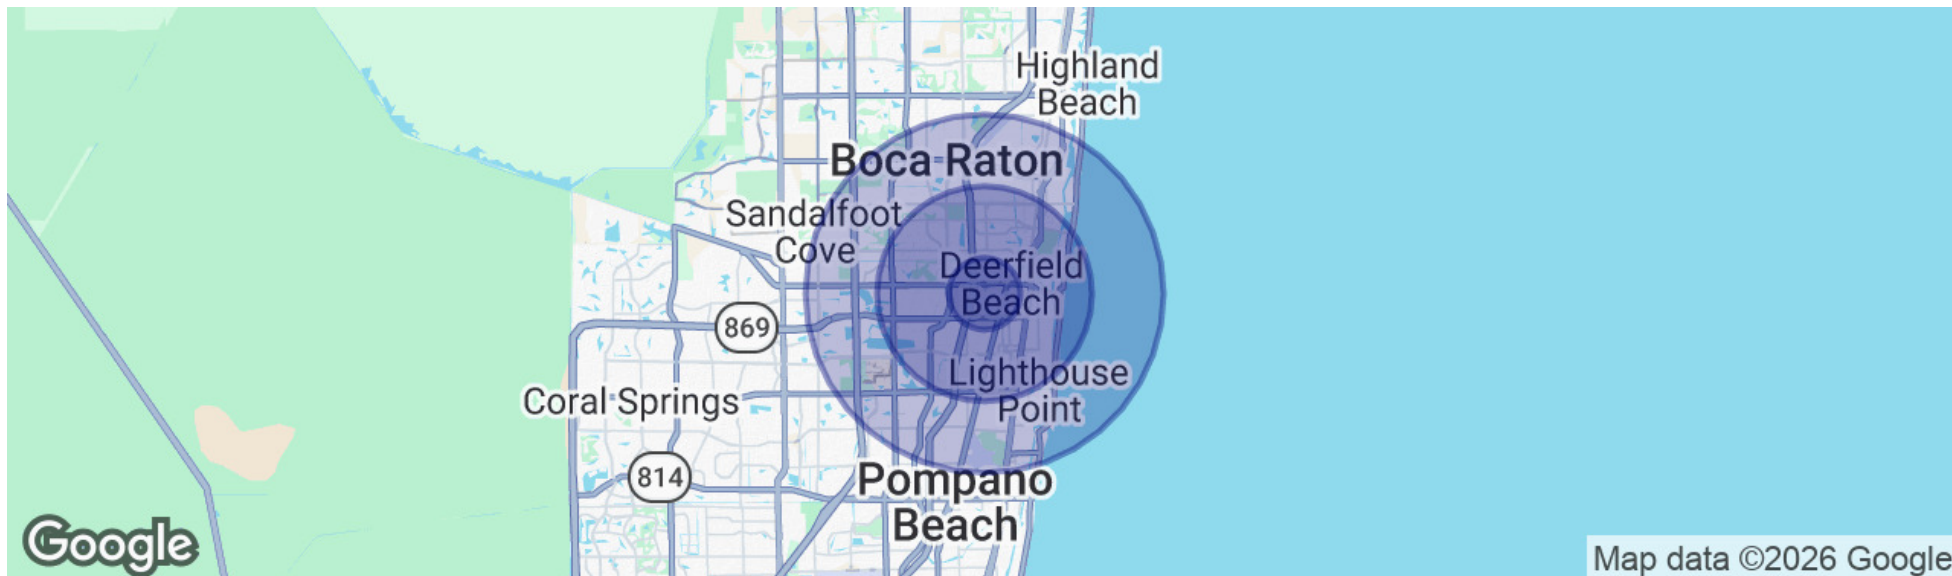 Highland
Beach
Boca Raton
Sandalfoot
Cove
Deerfield
Beach
869
Lighthouse
Point
Coral Springs
814
Pompano
Beach
Google
Map data ©2026 Google